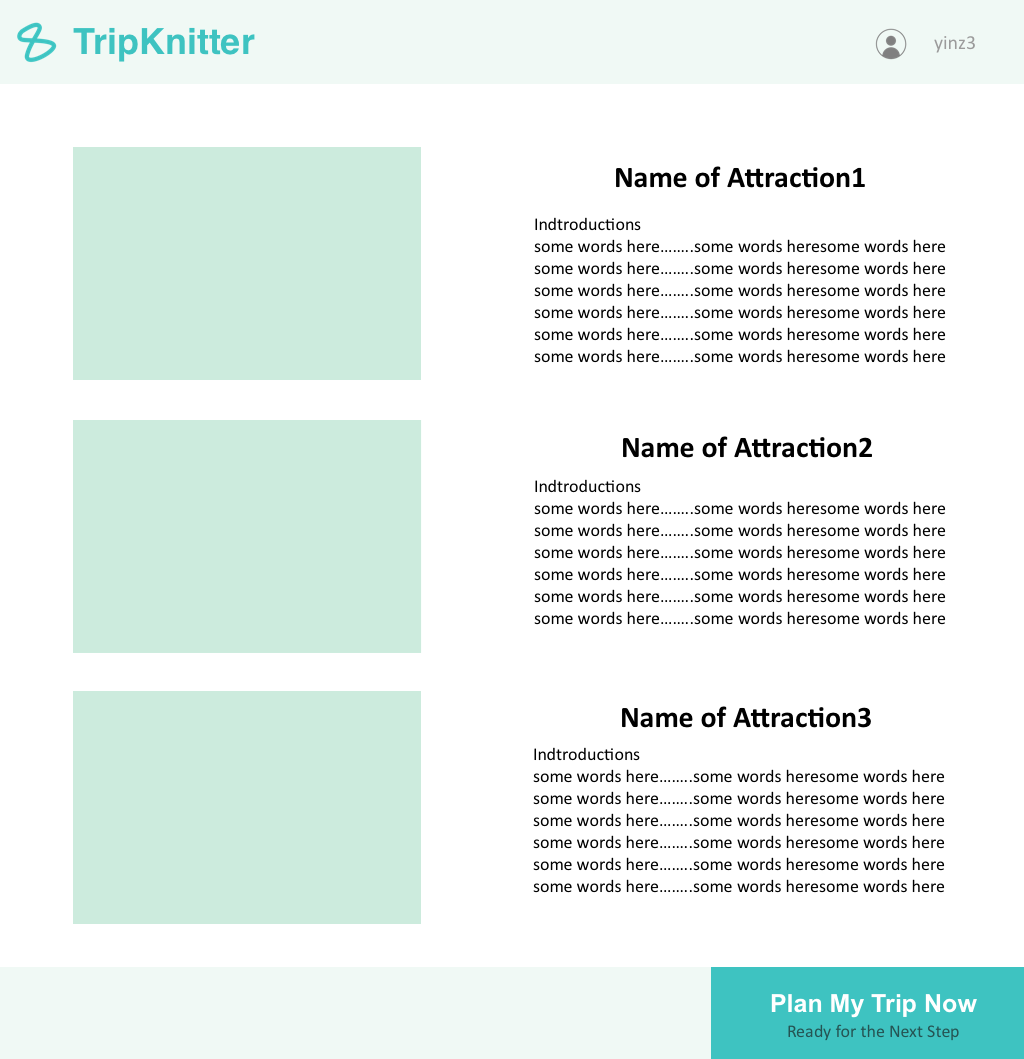 TripKnitter
yinz3
Name of Attraction1
Indtroductions
some words here........some words heresome words here
some words here........some words heresome words here
some words here........some words heresome words here
some words here........some words heresome words here
some words here........some words heresome words here
some words here........some words heresome words here
Name of Attraction2
Indtroductions
some words here........some words heresome words here
some words here........some words heresome words here
some words here........some words heresome words here
some words here........some words heresome words here
some words here........some words heresome words here
some words here........some words heresome words here
Name of Attraction3
Indtroductions
some words here........some words heresome words here
some words here........some words heresome words here
some words here........some words heresome words here
some words here........some words heresome words here
some words here........some words heresome words here
some words here........some words heresome words here
Plan My Trip Now
Ready for the Next Step